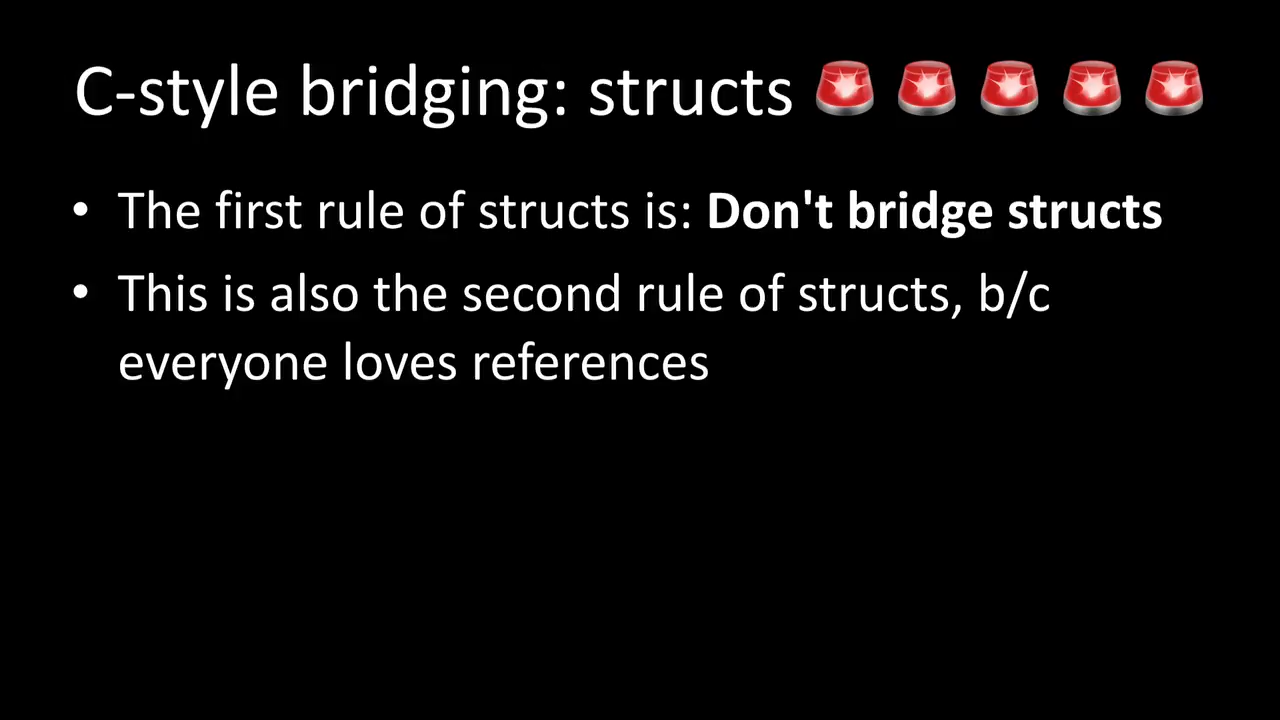 C-style bridging: structs 🚨 🚨 🚨 🚨 🚨
• The first rule of structs is: Don't bridge structs
• This is also the second rule of structs, b/c
everyone loves references